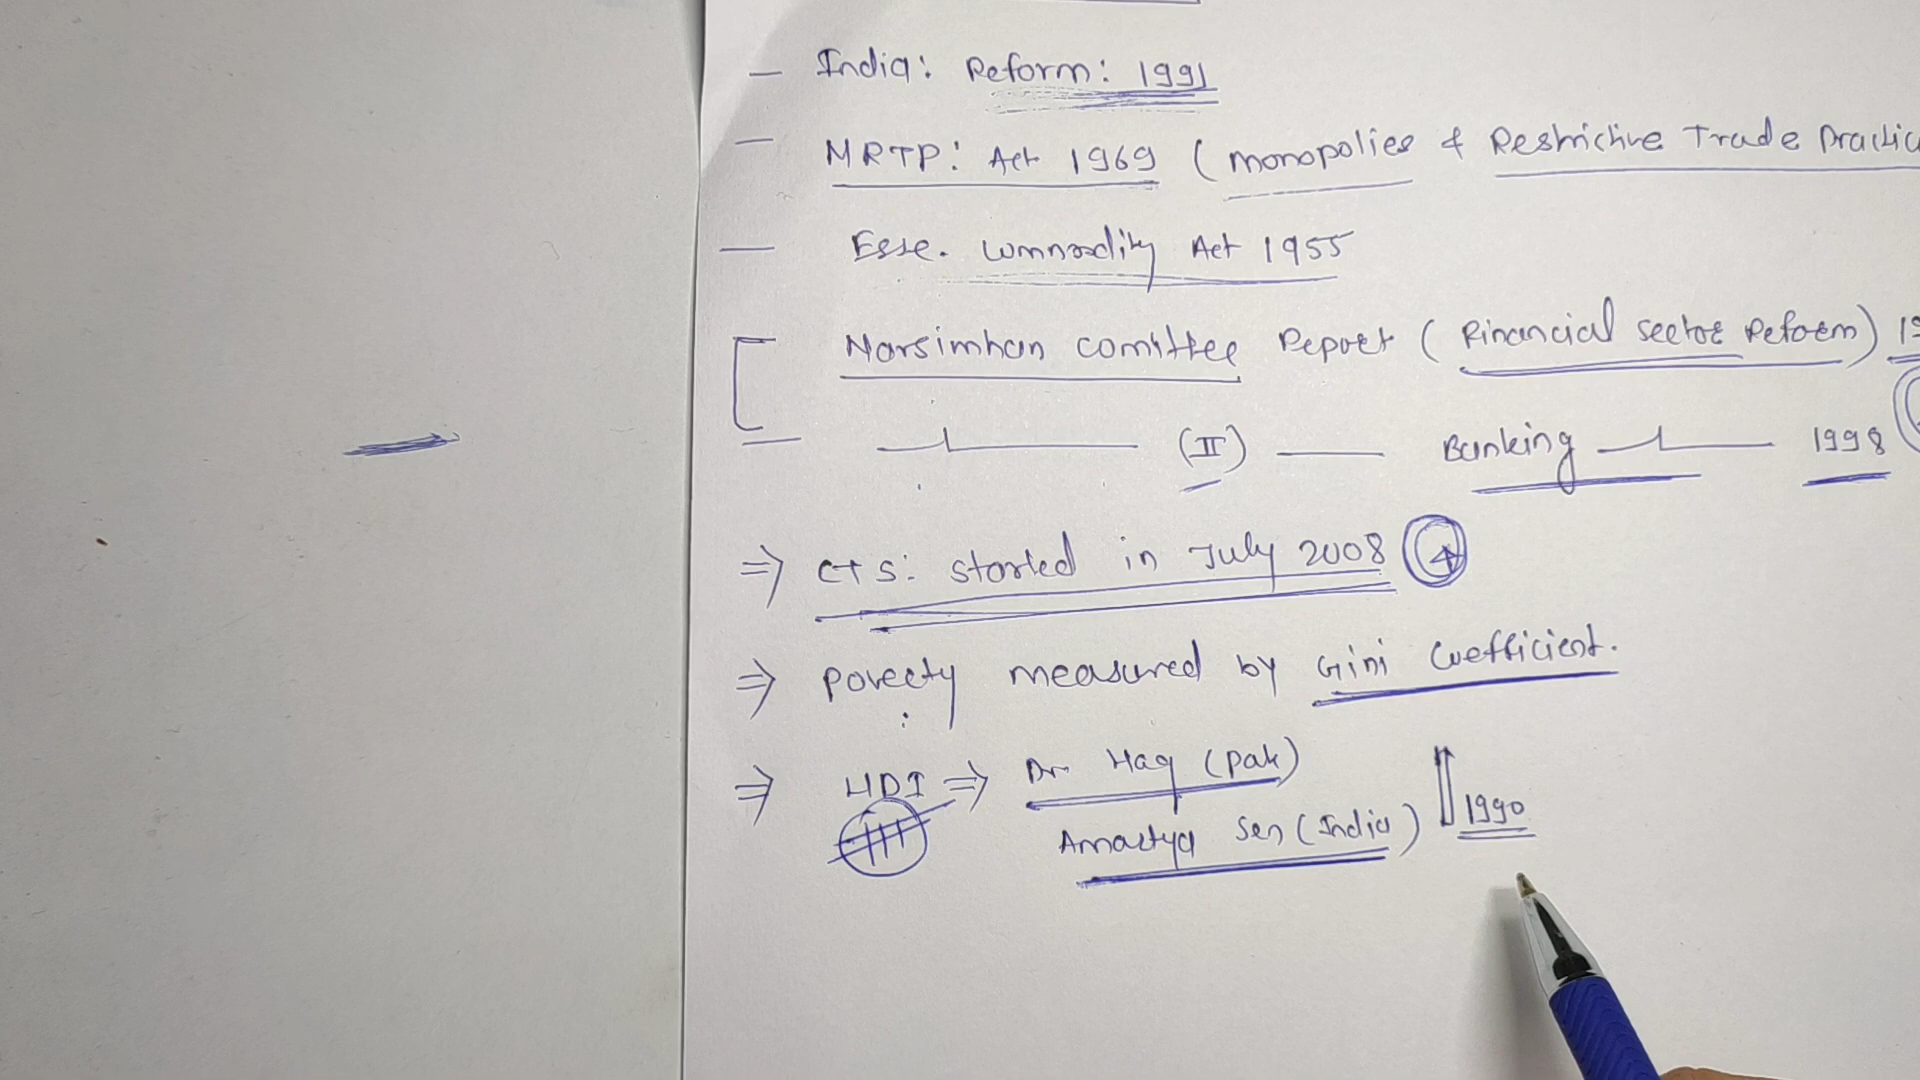 — India: Reform: 1991
— MRTP: Act 1969 (monopolies & Restrictive Trade Practic
— Esse. Commodity Act 1955
Narsimhan comittee Report (Financial sector Reform) 19
— (II) — Banking — 1998
⇒ CTS: started in July 2008
⇒ Poverty measured by Gini Coefficient.
⇒ HDI ⇒ Dr Haq (Pak)
Amartya Sen (India) 1990